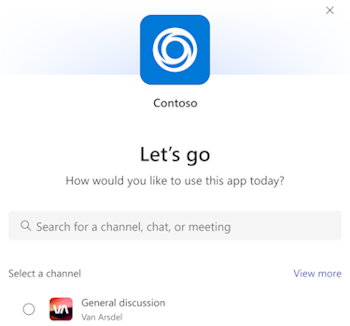 Contoso
Let's go
How would you like to use this app today?
Search for a channel, chat, or meeting
Select a channel View more
VA General discussion
Van Arsdel